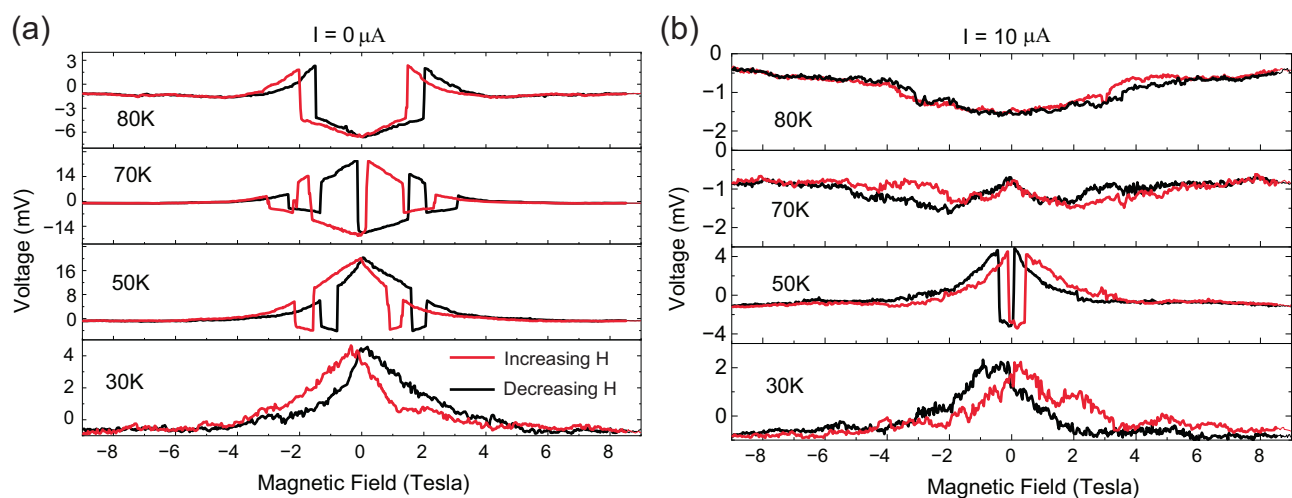 (a)
I = 0 µA
3
0
−3
−6
80K
14
0
−14
70K
16
8
0
50K
4
2
0
30K
Increasing H
Decreasing H
Voltage (mV)
−8 −6 −4 −2 0 2 4 6 8
Magnetic Field (Tesla)
(b)
I = 10 µA
0
−1
−2
80K
0
−1
−2
70K
4
0
−4
50K
2
0
30K
Voltage (mV)
−8 −6 −4 −2 0 2 4 6 8
Magnetic Field (Tesla)